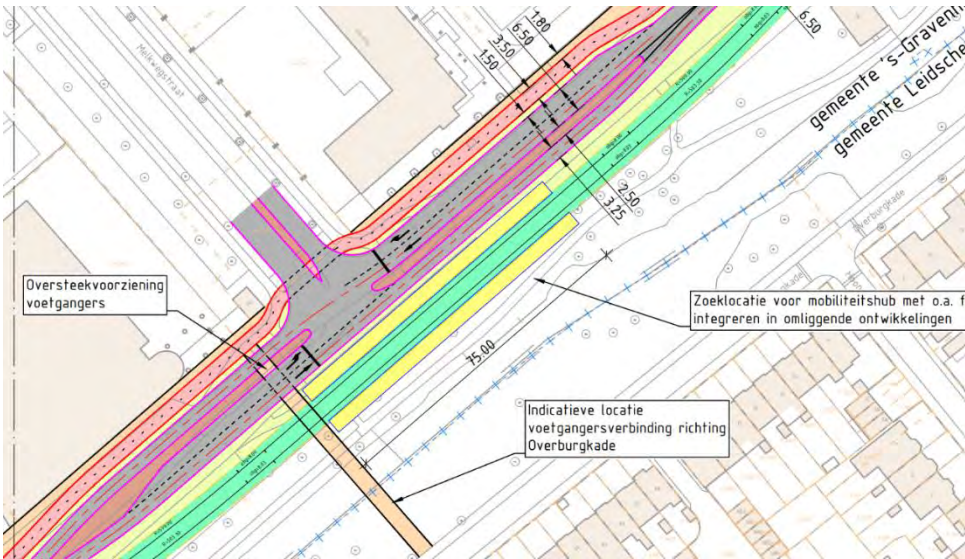 1.80
6.50
3.50
1.50
6.50
gemeente 's-Gravenh
gemeente Leidsche
Melkwegstraat
2.50
3.25
Overburgkade
Oversteekvoorziening
voetgangers
Zoeklocatie voor mobiliteitshub met o.a. f
integreren in omliggende ontwikkelingen
75.00
Indicatieve locatie
voetgangersverbinding richting
Overburgkade